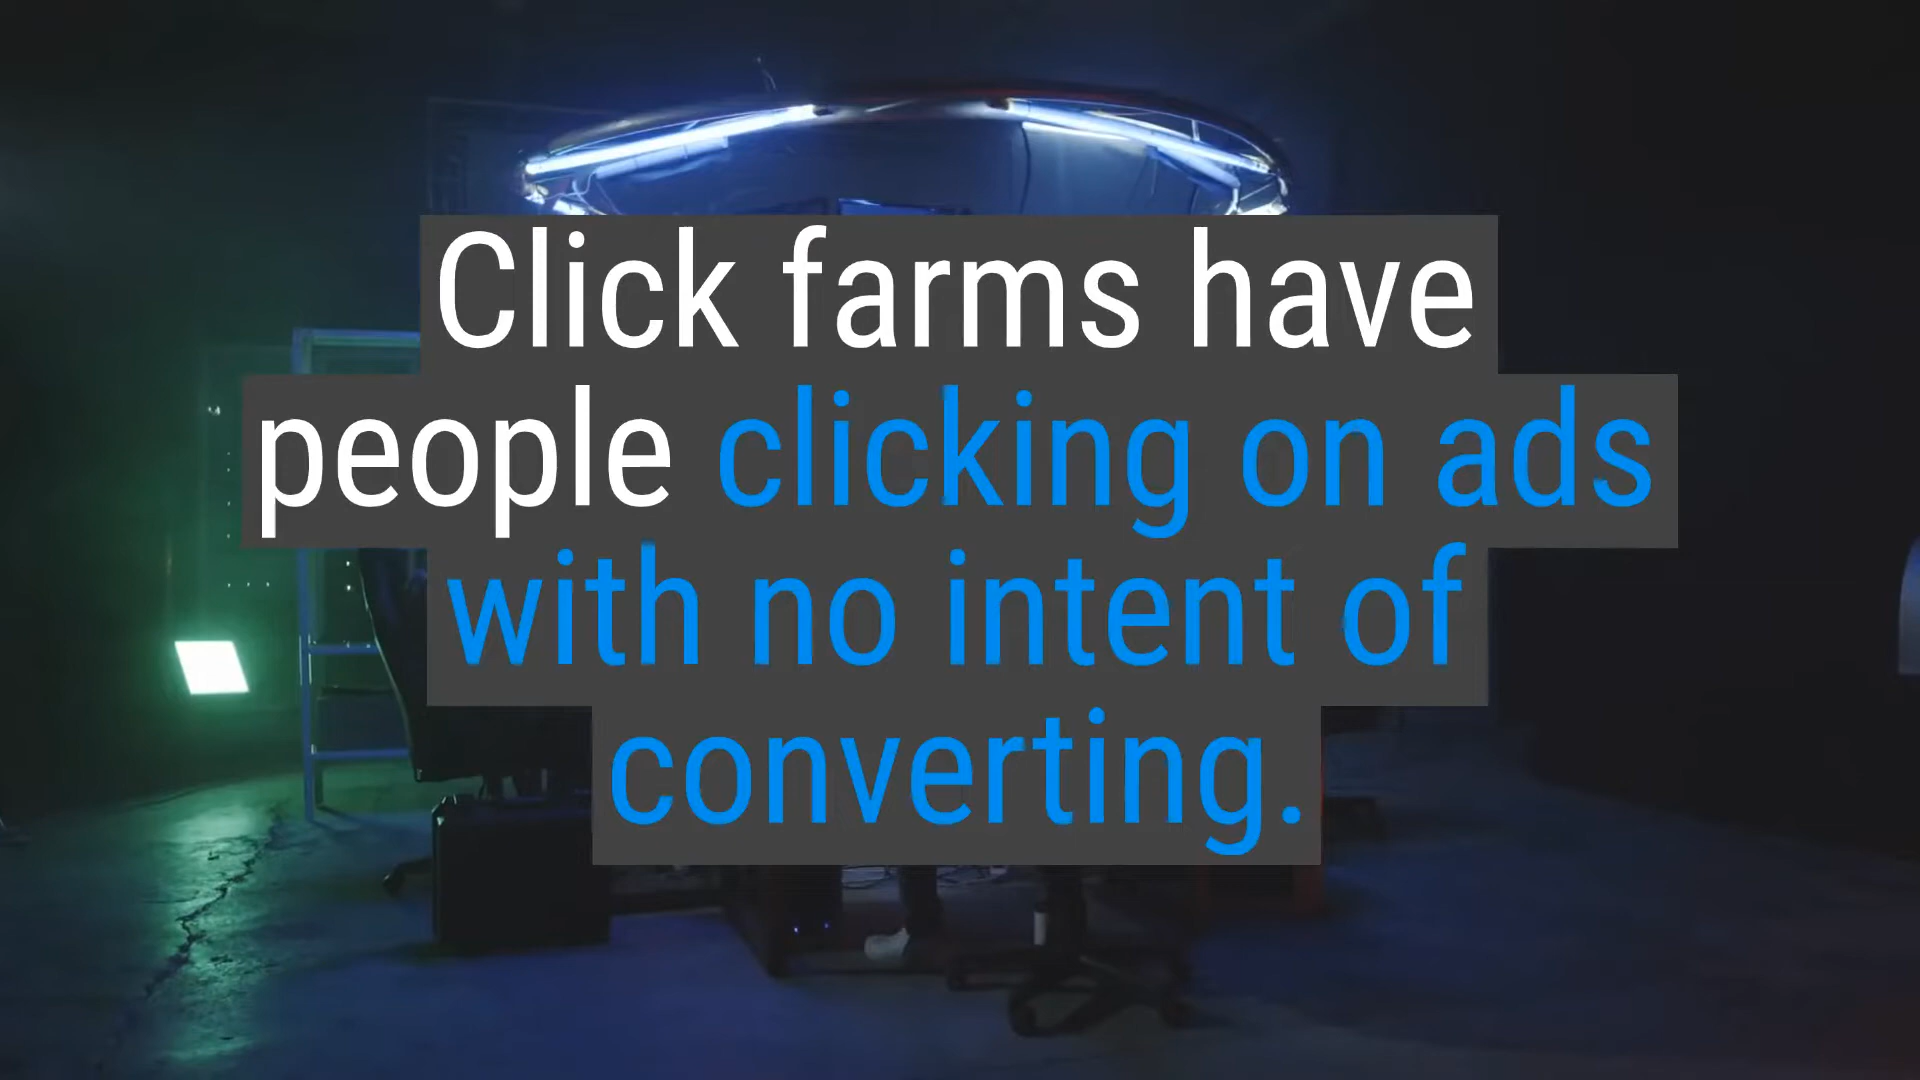 Click farms have
people clicking on ads
with no intent of
converting.